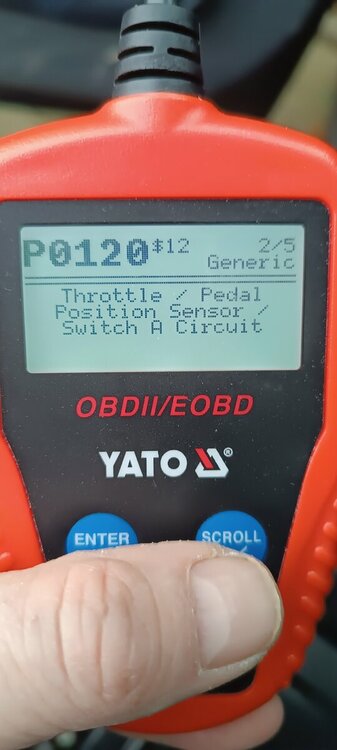 P0120 $12 2/5
Generic
Throttle / Pedal
Position Sensor /
Switch A Circuit
OBDII/EOBD
YATO ®
ENTER SCROLL